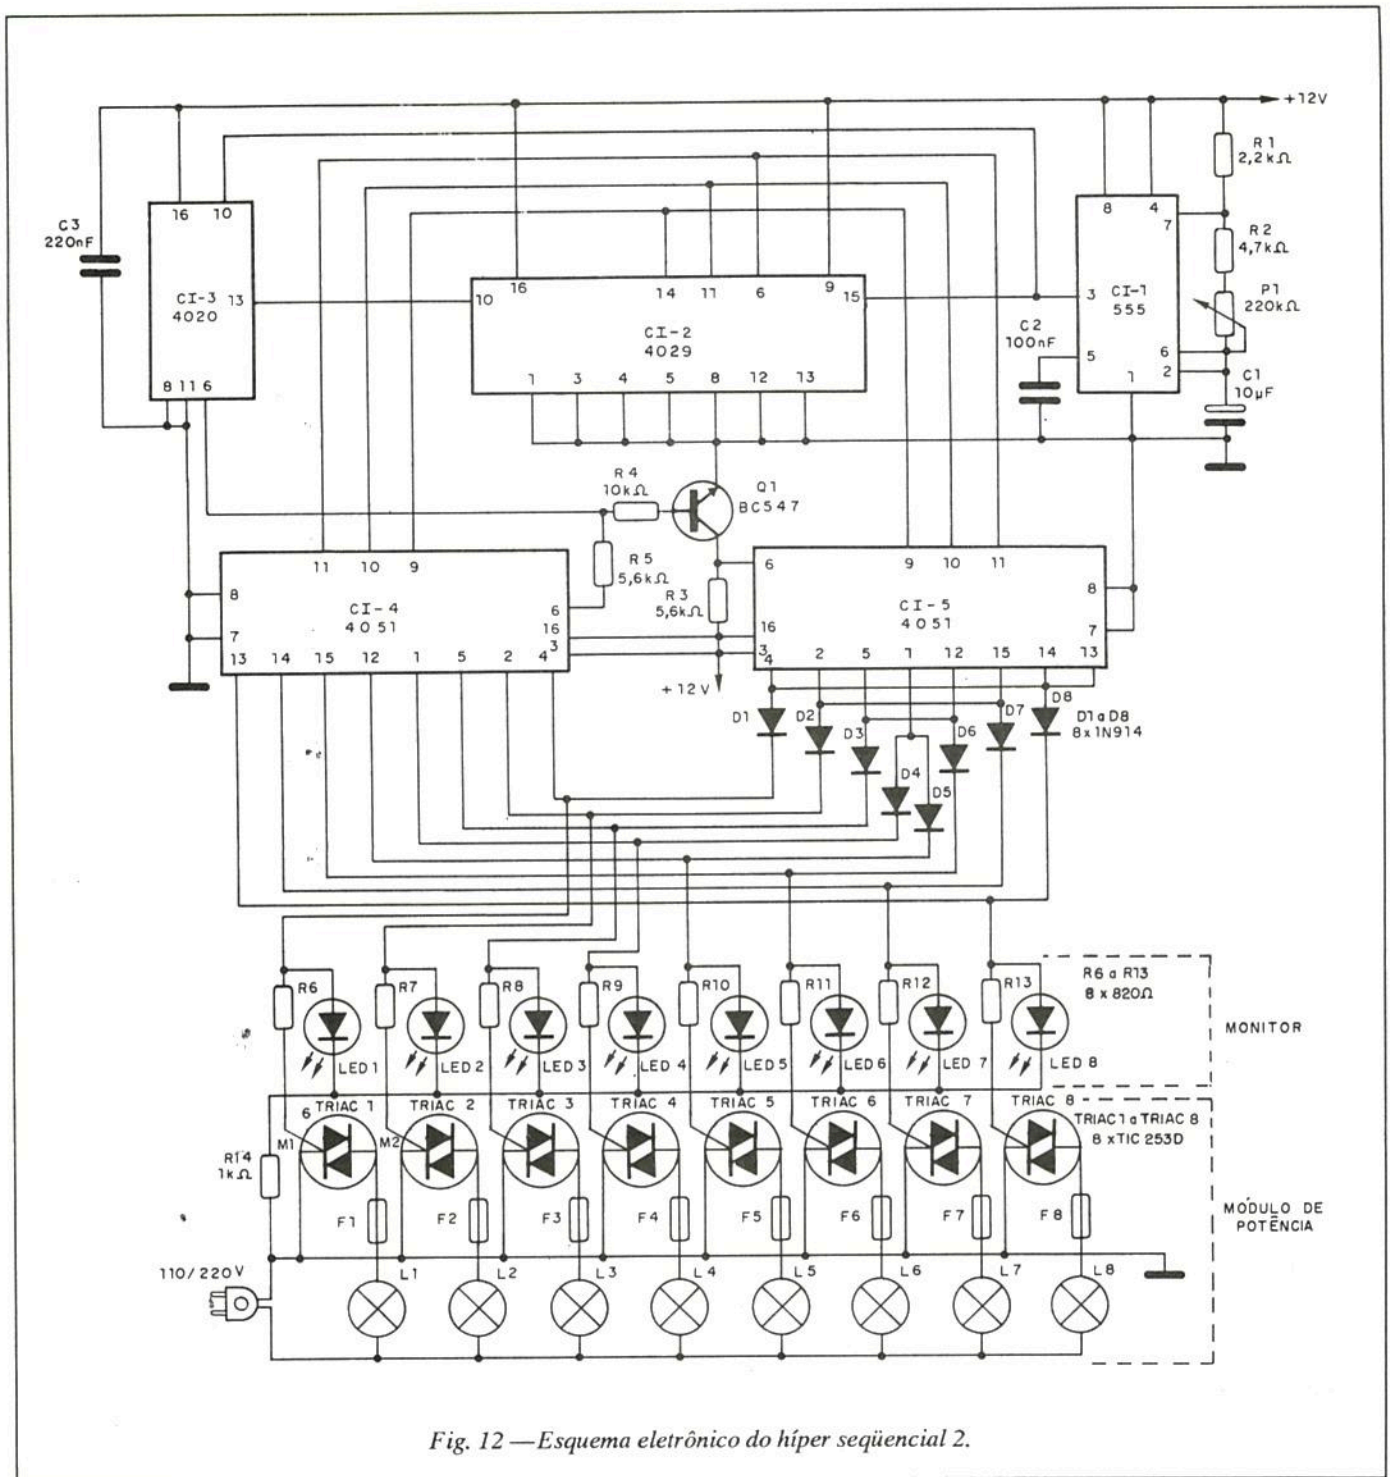 +12V
R1
2,2kΩ
C3
220nF
16 10
8 4
7
R2
4,7kΩ
CI-3
4020
13
10
16 14 11 6 9
15
3
CI-1
555
P1
220kΩ
CI-2
4029
C2
100nF
5
6
2
C1
10µF
8 11 6
1 3 4 5 8 12 13
1
R4
10kΩ
Q1
BC547
11 10 9
R5
5,6kΩ
6
9 10 11
8
CI-4
4051
6
R3
5,6kΩ
CI-5
4051
8
7
16
3
16
3
7
13 14 15 12 1 5 2 4
4 2 5 1 12 15 14 13
+12V
D1 D2 D3 D4 D5 D6 D7 D8
D1 a D8
8x1N914
R6 R7 R8 R9 R10 R11 R12 R13
R6 a R13
8 x 820Ω
MONITOR
LED 1 LED 2 LED 3 LED 4 LED 5 LED 6 LED 7 LED 8
6 TRIAC 1 TRIAC 2 TRIAC 3 TRIAC 4 TRIAC 5 TRIAC 6 TRIAC 7 TRIAC 8
TRIAC1 a TRIAC 8
8 xTIC 253D
M1 M2
R14
1kΩ
F1 F2 F3 F4 F5 F6 F7 F8
MÓDULO DE
POTÊNCIA
110/220V
L1 L2 L3 L4 L5 L6 L7 L8
Fig. 12 — Esquema eletrônico do híper seqüencial 2.